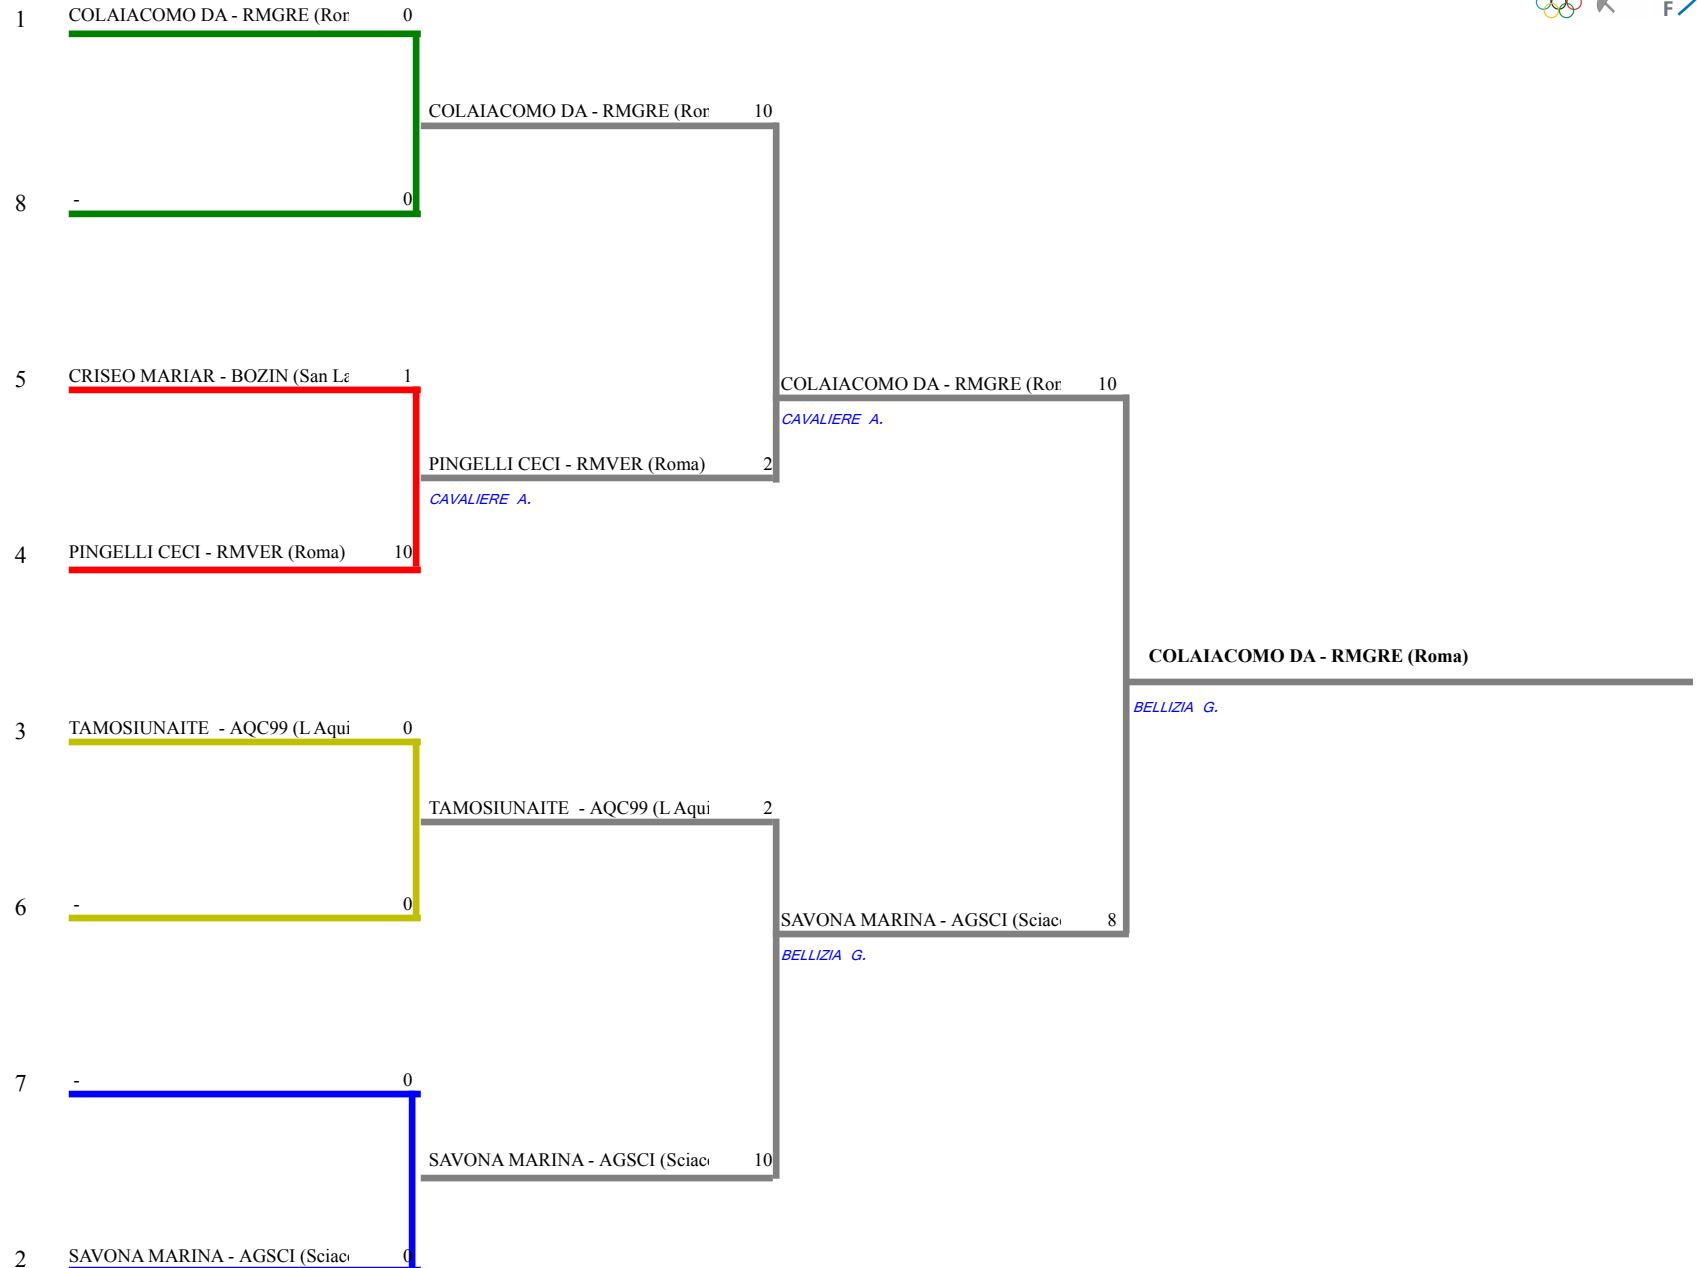 1 COLAIACOMO DA - RMGRE (Ror 0
F
COLAIACOMO DA - RMGRE (Ror 10
8 - 0
5 CRISEO MARIAR - BOZIN (San La 1
COLAIACOMO DA - RMGRE (Ror 10
CAVALIERE A.
PINGELLI CECI - RMVER (Roma) 2
CAVALIERE A.
4 PINGELLI CECI - RMVER (Roma) 10
COLAIACOMO DA - RMGRE (Roma)
BELLIZIA G.
3 TAMOSIUNAITE - AQC99 (L Aqui 0
TAMOSIUNAITE - AQC99 (L Aqui 2
6 - 0
SAVONA MARINA - AGSCI (Sciac 8
BELLIZIA G.
7 - 0
SAVONA MARINA - AGSCI (Sciac 10
2 SAVONA MARINA - AGSCI (Sciac 0